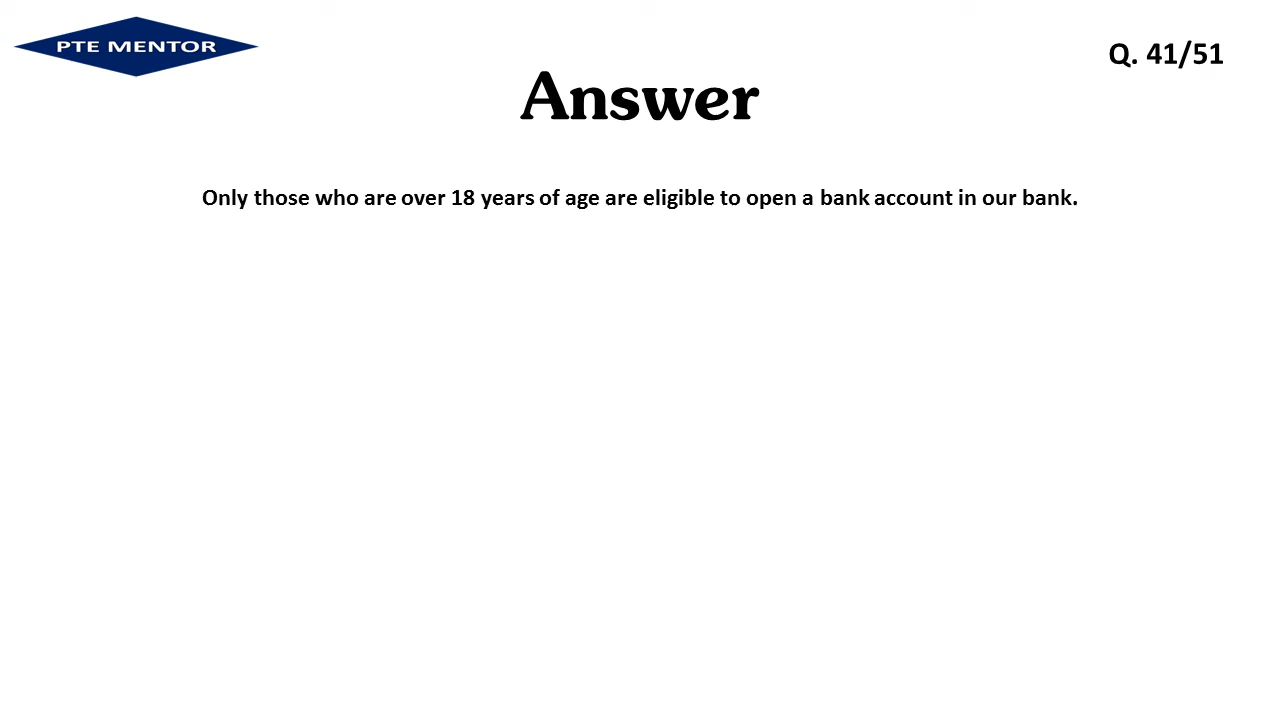 PTE MENTOR
Q. 41/51
Answer
Only those who are over 18 years of age are eligible to open a bank account in our bank.